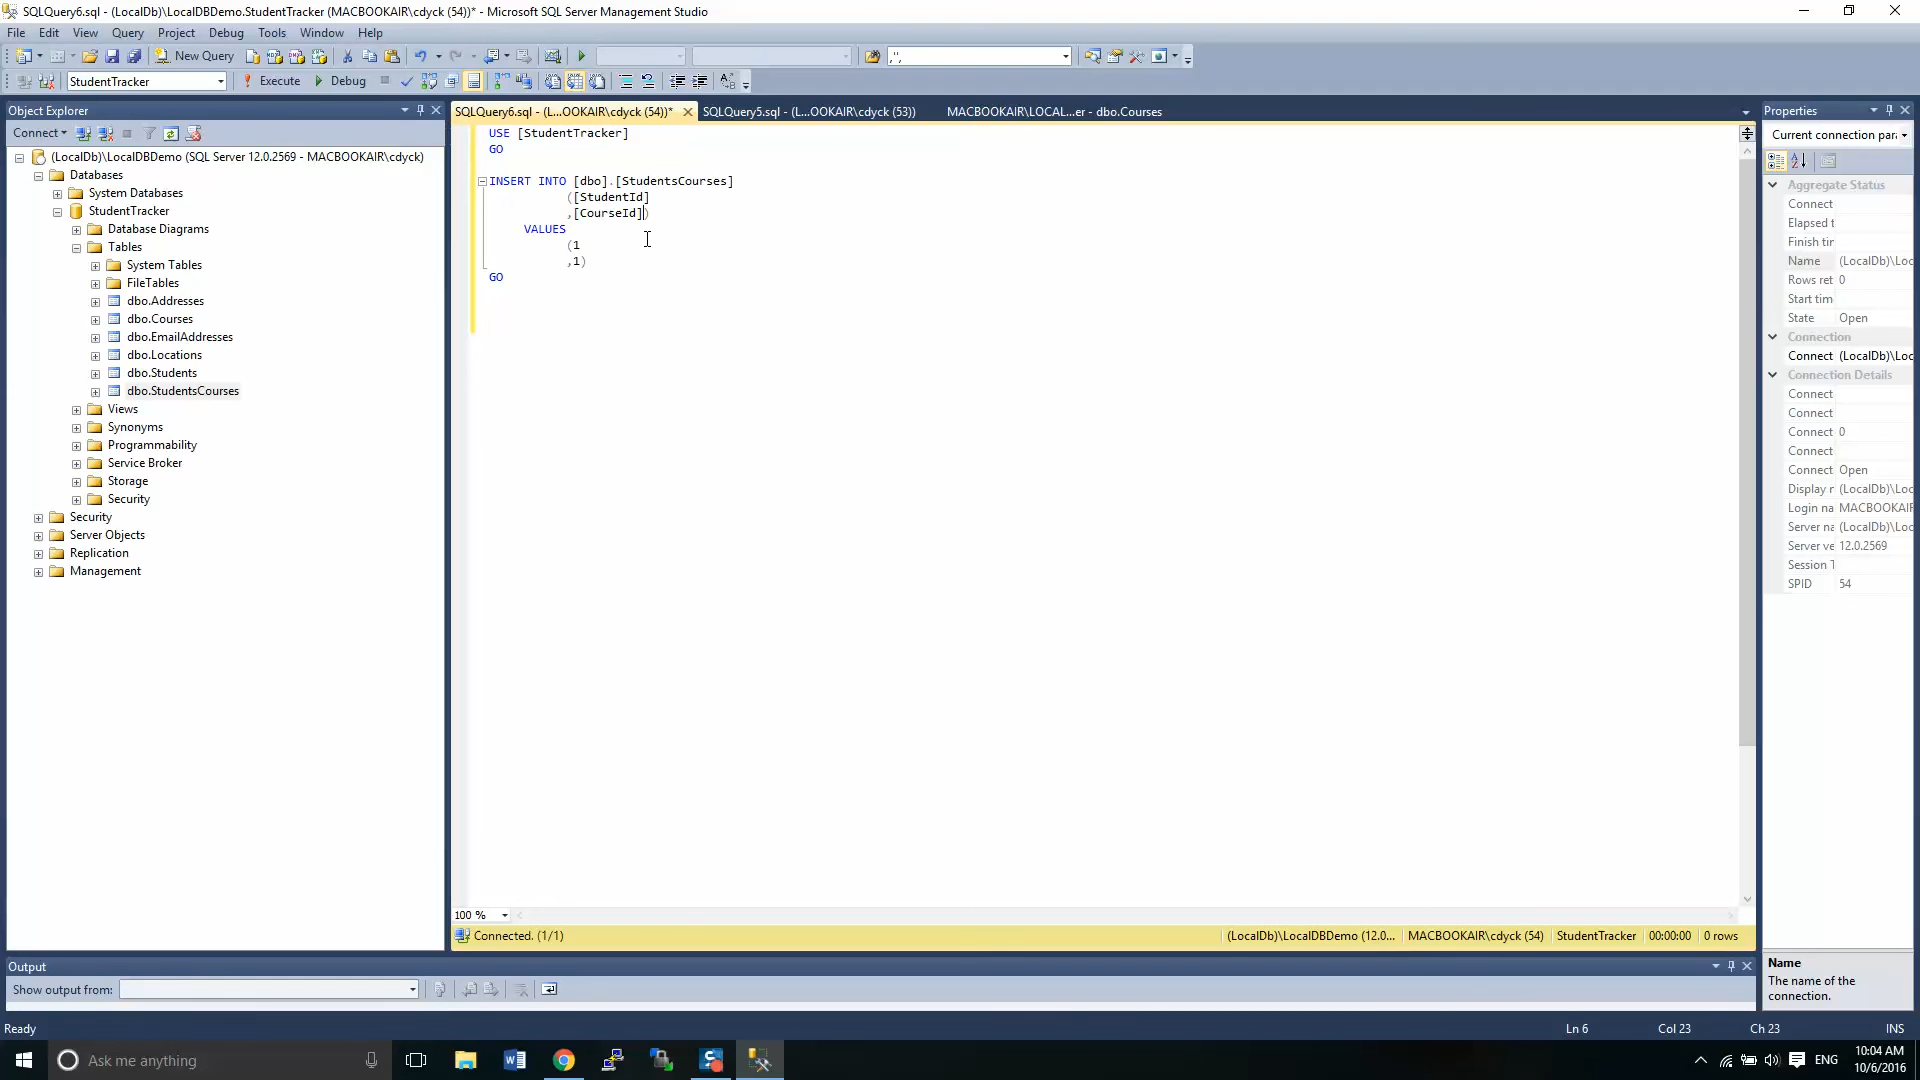 SQLQuery6.sql - (LocalDb)\LocalDBDemo.StudentTracker (MACBOOKAIR\cdyck (54))* - Microsoft SQL Server Management Studio
File Edit View Query Project Debug Tools Window Help
New Query , ,
StudentTracker Execute Debug
Object Explorer
Connect
(LocalDb)\LocalDBDemo (SQL Server 12.0.2569 - MACBOOKAIR\cdyck)
Databases
System Databases
StudentTracker
Database Diagrams
Tables
System Tables
FileTables
dbo.Addresses
dbo.Courses
dbo.EmailAddresses
dbo.Locations
dbo.Students
dbo.StudentsCourses
Views
Synonyms
Programmability
Service Broker
Storage
Security
Security
Server Objects
Replication
Management
SQLQuery6.sql - (L...OOKAIR\cdyck (54))* SQLQuery5.sql - (L...OOKAIR\cdyck (53)) MACBOOKAIR\LOCAL...er - dbo.Courses
USE [StudentTracker]
GO
INSERT INTO [dbo].[StudentsCourses]
([StudentId]
,[CourseId])
VALUES
(1
,1)
GO
100 %
Connected. (1/1) (LocalDb)\LocalDBDemo (12.0... MACBOOKAIR\cdyck (54) StudentTracker 00:00:00 0 rows
Properties
Current connection par
Aggregate Status
Connect
Elapsed t
Finish tir
Name (LocalDb)\Loc
Rows ret 0
Start tim
State Open
Connection
Connect (LocalDb)\Loc
Connection Details
Connect
Connect
Connect 0
Connect
Connect Open
Display r (LocalDb)\Loc
Login na MACBOOKAIF
Server na (LocalDb)\Loc
Server ve 12.0.2569
Session T
SPID 54
Name
The name of the
connection.
Output
Show output from:
Ready Ln 6 Col 23 Ch 23 INS
Ask me anything ENG 10:04 AM
10/6/2016